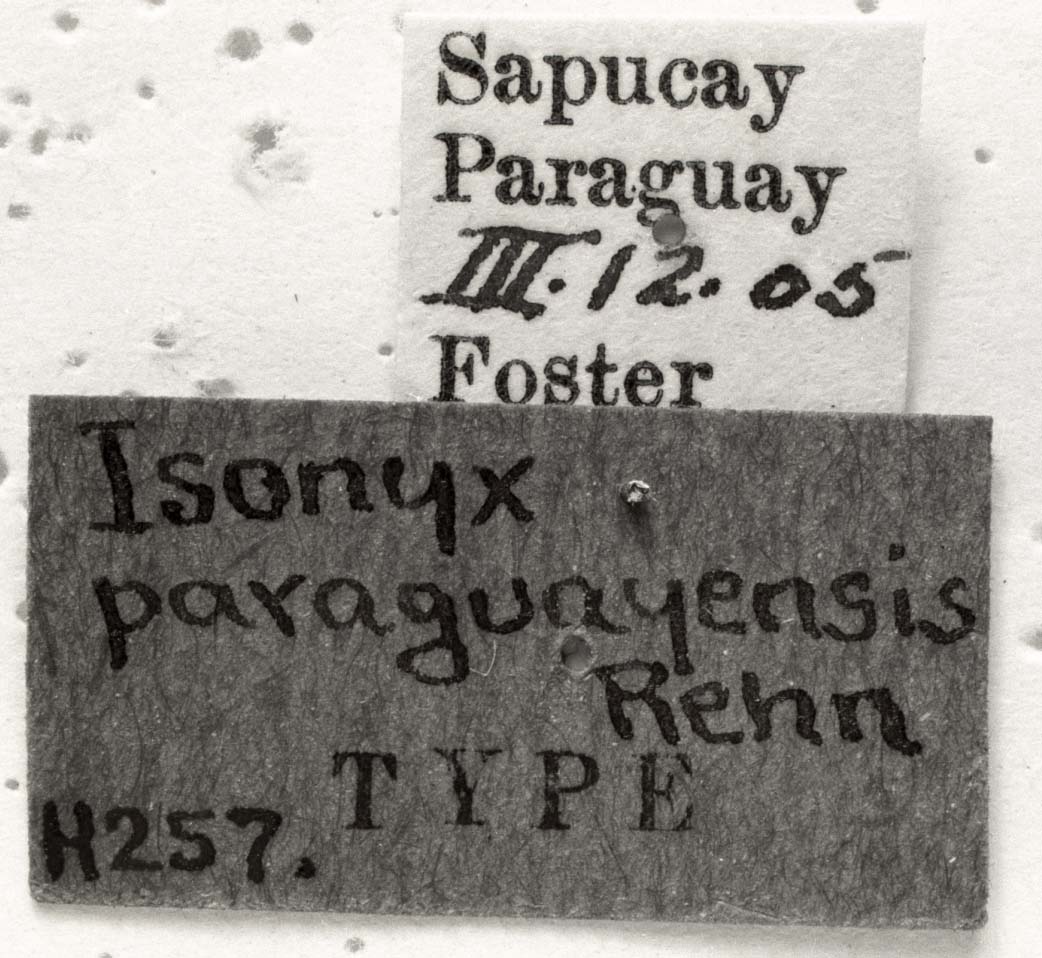 Sapucay
Paraguay
III. 12. 05
Foster
Isonyx
paraguayensis
Rehn
TYPE
H257.